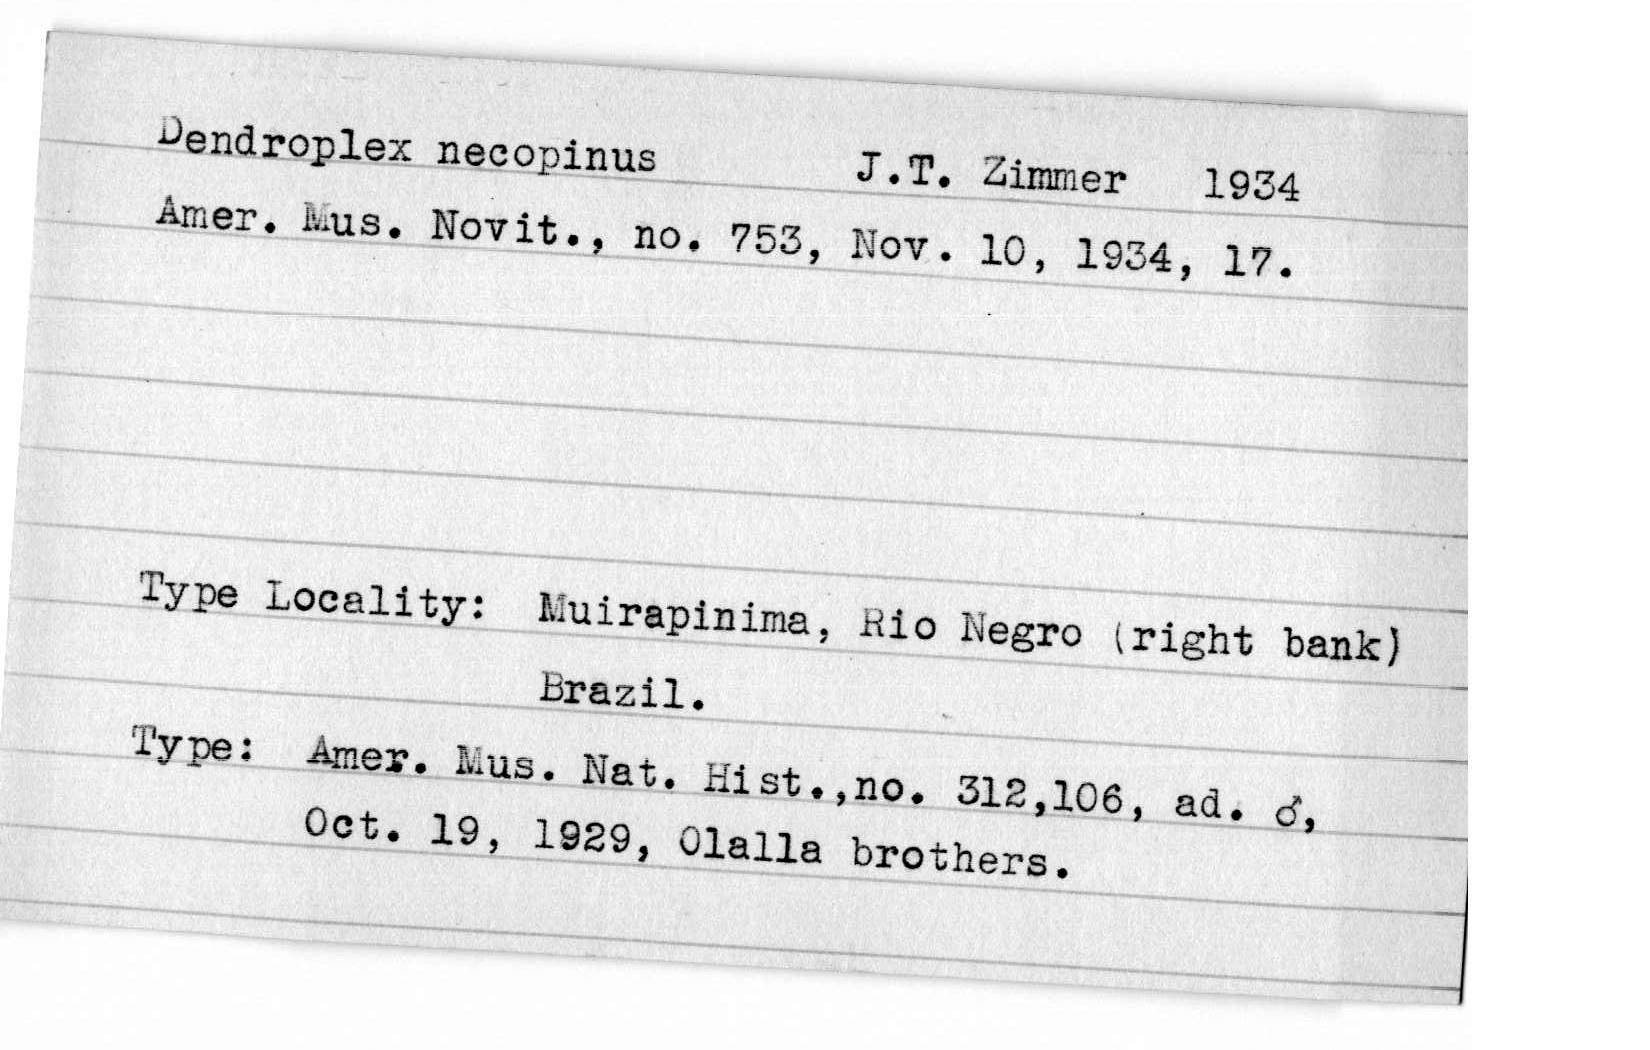 Dendroplex necopinus J.T. Zimmer 1934
Amer. Mus. Novit., no. 753, Nov. 10, 1934, 17.
Type Locality: Muirapinima, Rio Negro (right bank)
Brazil.
Type: Amer. Mus. Nat. Hist.,no. 312,106, ad. ♂,
Oct. 19, 1929, Olalla brothers.